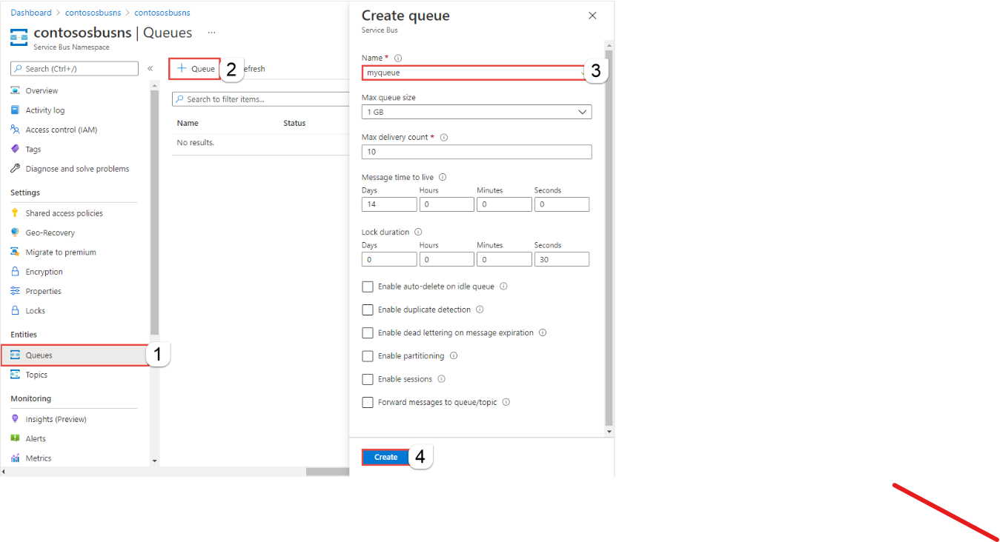 Dashboard > contososbusns > contososbusns
contososbusns | Queues ...
Service Bus Namespace
Search (Ctrl+/)
«
Overview
Activity log
Access control (IAM)
Tags
Diagnose and solve problems
Settings
Shared access policies
Geo-Recovery
Migrate to premium
Encryption
Properties
Locks
Entities
Queues
1
Topics
Monitoring
Insights (Preview)
Alerts
Metrics
+ Queue
2
efresh
Search to filter items...
Name Status
No results.
Create queue
Service Bus
Name *
myqueue
3
Max queue size
1 GB
Max delivery count *
10
Message time to live
Days Hours Minutes Seconds
14 0 0 0
Lock duration
Days Hours Minutes Seconds
0 0 0 30
Enable auto-delete on idle queue
Enable duplicate detection
Enable dead lettering on message expiration
Enable partitioning
Enable sessions
Forward messages to queue/topic
Create
4